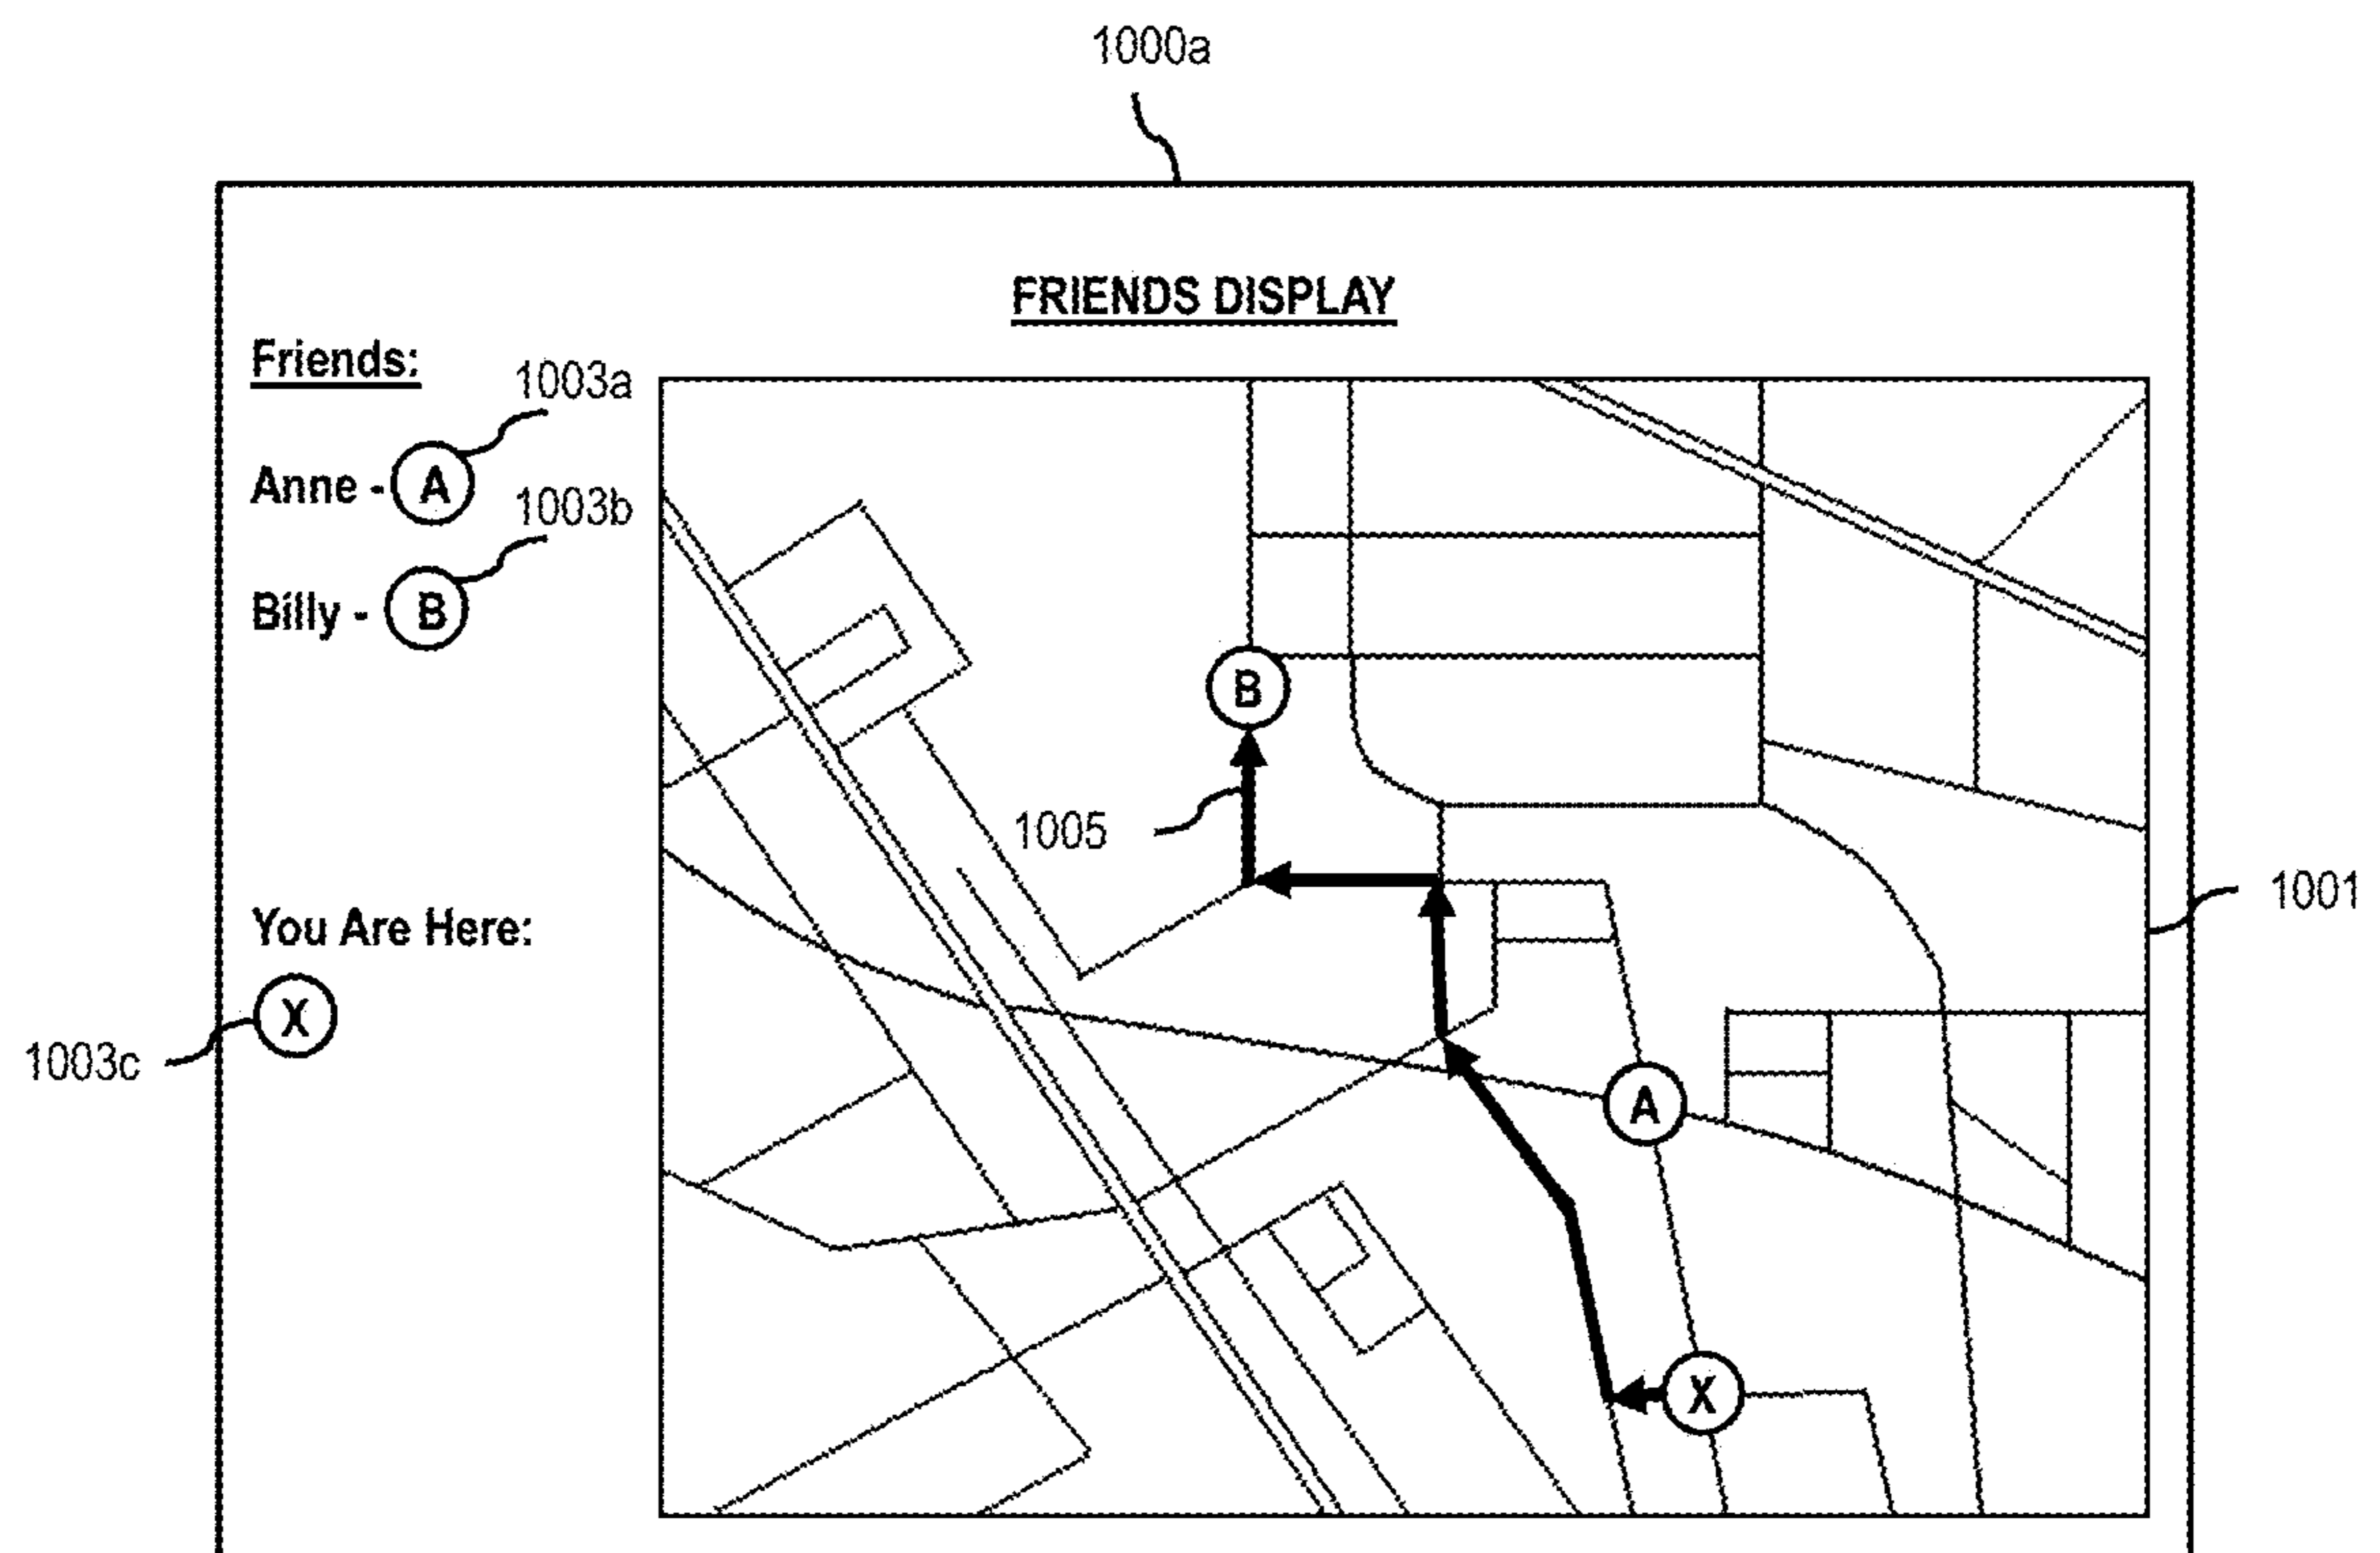 1000a
FRIENDS DISPLAY
Friends:
1003a
Anne - A
1003b
Billy - B
B
1005
1001
You Are Here:
X
1003c
A
X